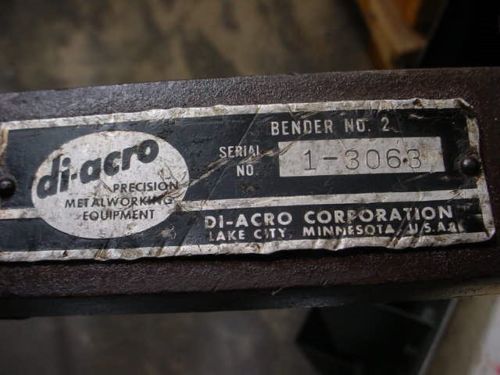 di-acro
PRECISION
METALWORKING
EQUIPMENT
BENDER NO. 2
SERIAL NO. 1-3063
DI-ACRO CORPORATION
LAKE CITY, MINNESOTA, U.S.A.